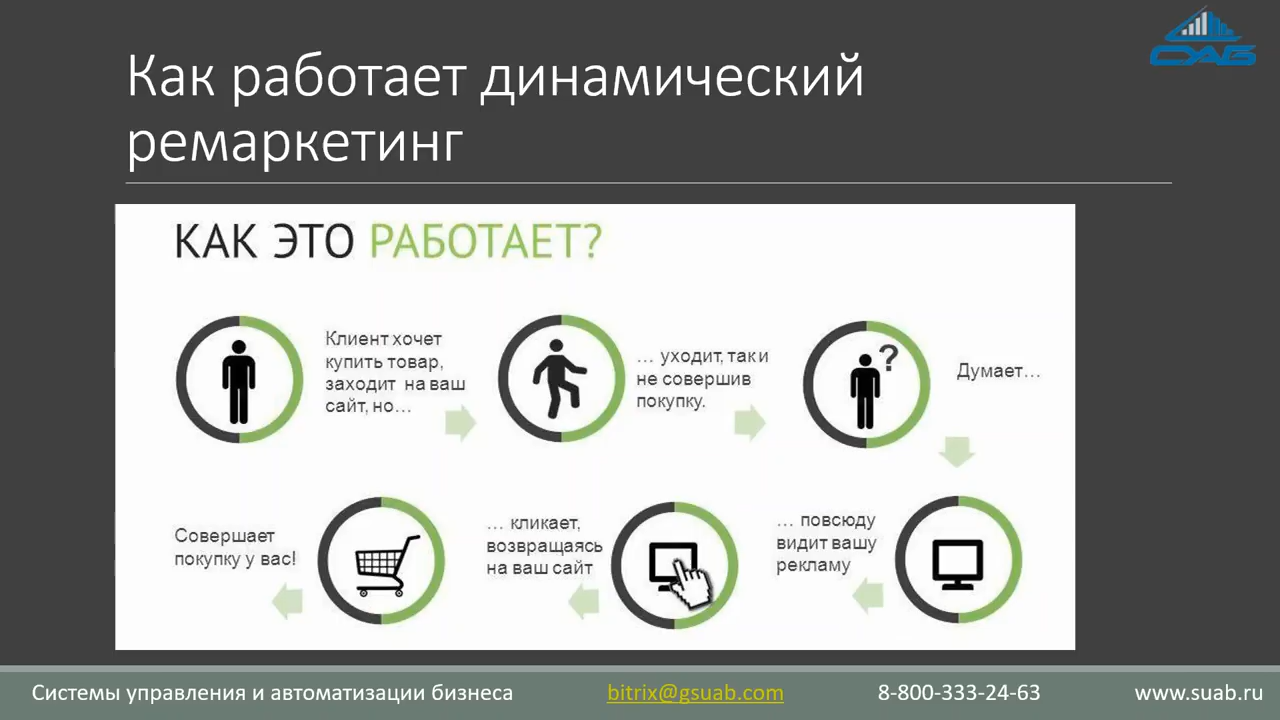 САБ
Как работает динамический
ремаркетинг
КАК ЭТО РАБОТАЕТ?
Клиент хочет
купить товар,
заходит на ваш
сайт, но…
… уходит, так и
не совершив
покупку.
?
Думает…
… повсюду
видит вашу
рекламу
… кликает,
возвращаясь
на ваш сайт
Совершает
покупку у вас!
Системы управления и автоматизации бизнеса
bitrix@gsuab.com
8-800-333-24-63
www.suab.ru